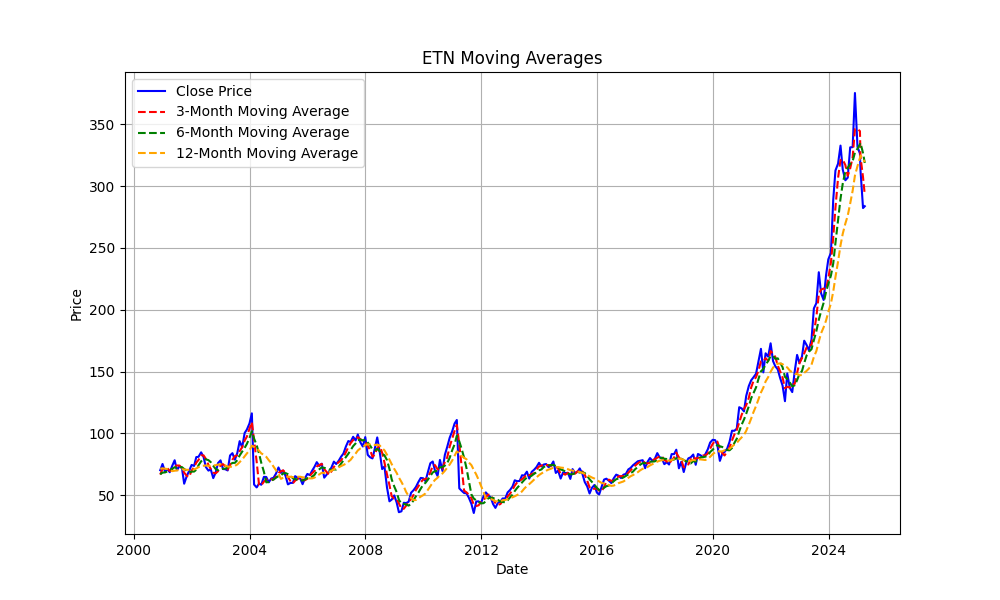 ETN Moving Averages
Close Price
3-Month Moving Average
6-Month Moving Average
12-Month Moving Average
350
300
250
200
150
100
50
Price
2000 2004 2008 2012 2016 2020 2024
Date